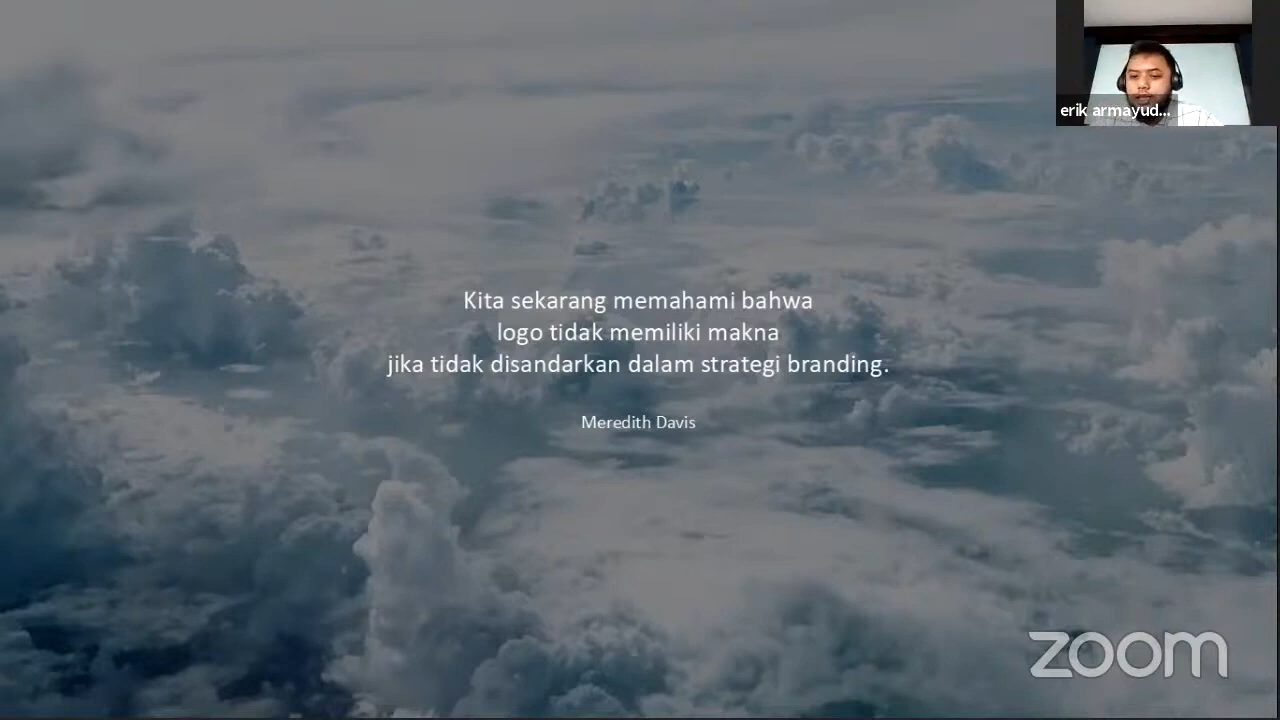 erik armayud...
Kita sekarang memahami bahwa
logo tidak memiliki makna
jika tidak disandarkan dalam strategi branding.
Meredith Davis
zoom